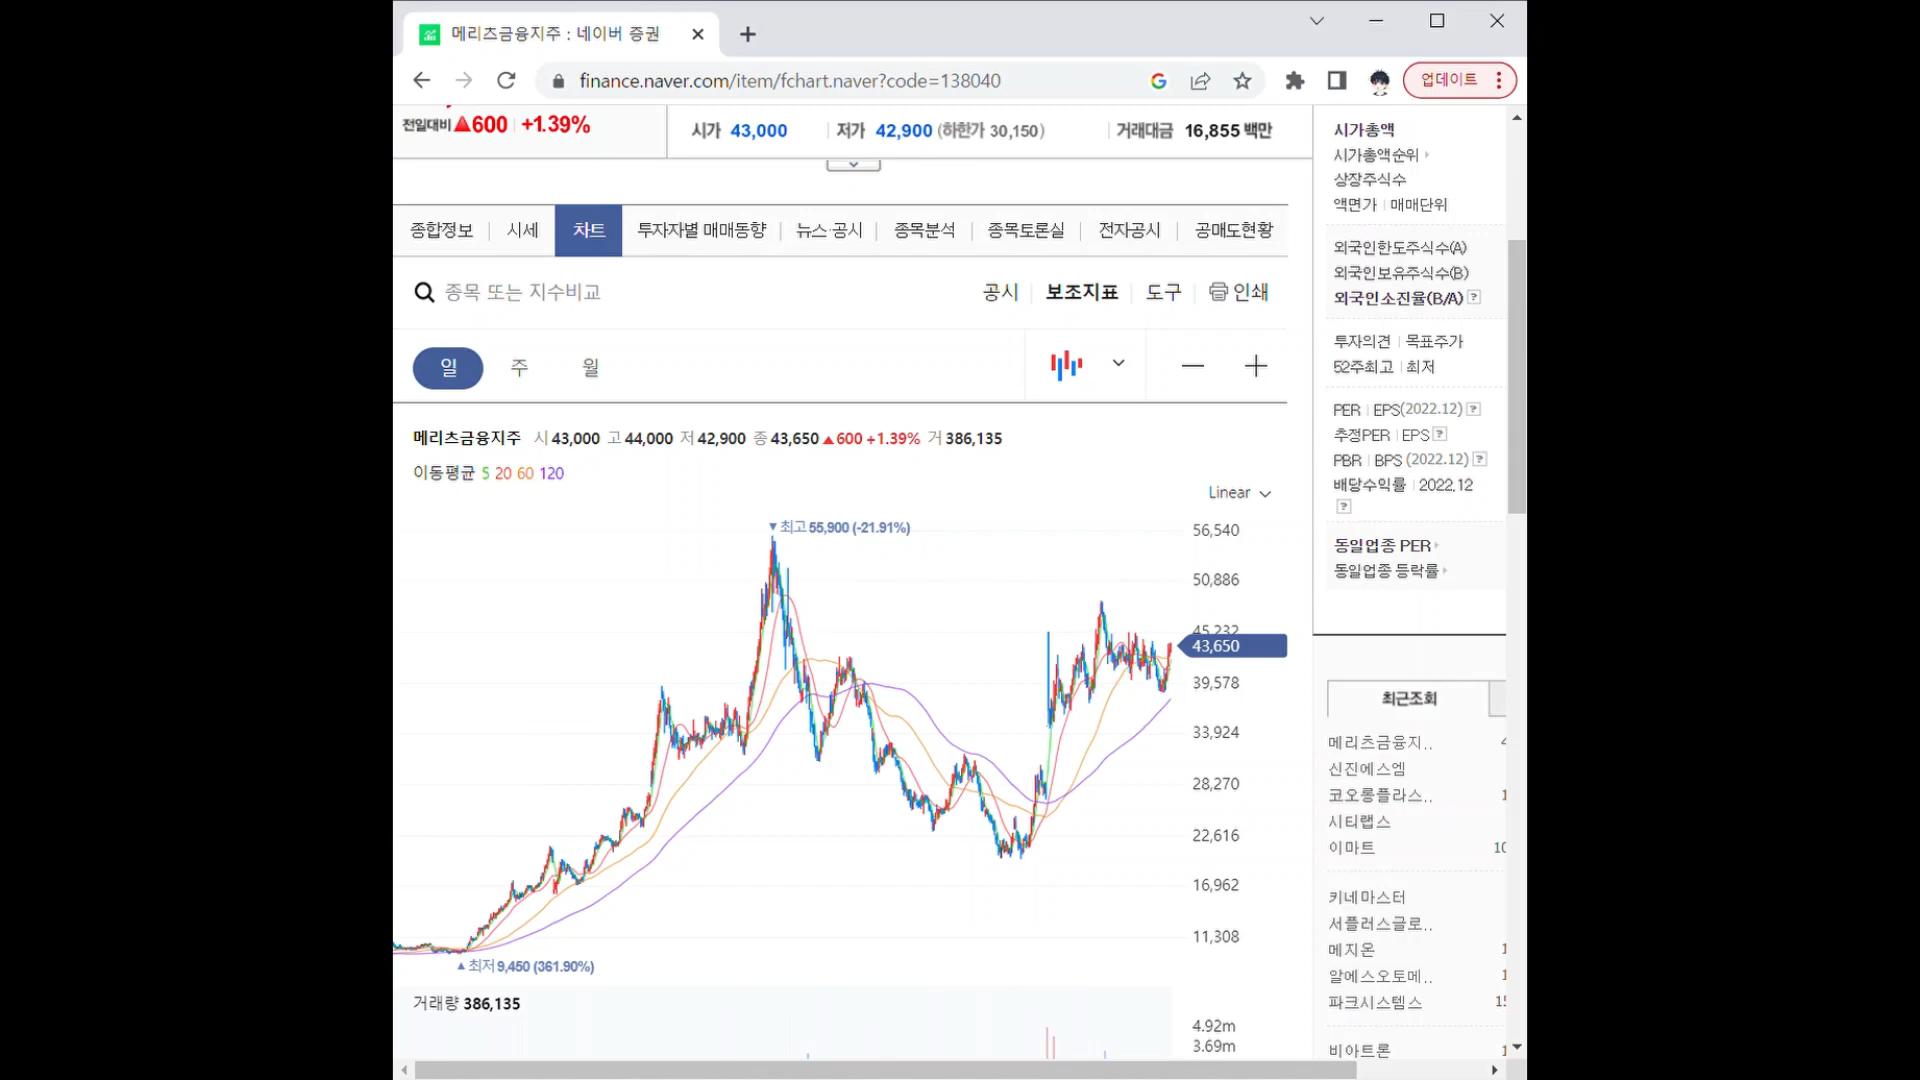 메리츠금융지주 : 네이버 증권
finance.naver.com/item/fchart.naver?code=138040
업데이트
전일대비 ▲600 +1.39%
시가 43,000 저가 42,900 (하한가 30,150) 거래대금 16,855 백만
종합정보 시세 차트 투자자별 매매동향 뉴스·공시 종목분석 종목토론실 전자공시 공매도현황
종목 또는 지수비교
공시 보조지표 도구 인쇄
일 주 월
메리츠금융지주 시 43,000 고 44,000 저 42,900 종 43,650 ▲600 +1.39% 거 386,135
이동평균 5 20 60 120
Linear
▼최고 55,900 (-21.91%)
56,540
50,886
45,232
43,650
39,578
33,924
28,270
22,616
16,962
11,308
▲최저 9,450 (361.90%)
거래량 386,135
4.92m
3.69m
시가총액
시가총액순위
상장주식수
액면가 | 매매단위
외국인한도주식수(A)
외국인보유주식수(B)
외국인소진율(B/A) ?
투자의견 | 목표주가
52주최고 | 최저
PER | EPS(2022.12) ?
추정PER | EPS ?
PBR | BPS (2022.12) ?
배당수익률 | 2022.12
?
동일업종 PER
동일업종 등락률
최근조회
메리츠금융지..
신진에스엠
코오롱플라스..
시티랩스
이마트
키네마스터
서플러스글로..
메지온
알에스오토메..
파크시스템스
비아트론